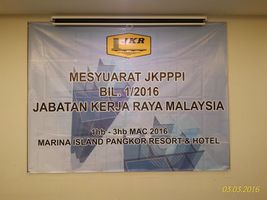 JKR
MESYUARAT JKPPPI
BIL. 1/2016
JABATAN KERJA RAYA MALAYSIA
1hb - 3hb MAC 2016
MARINA ISLAND PANGKOR RESORT & HOTEL
03.03.2016